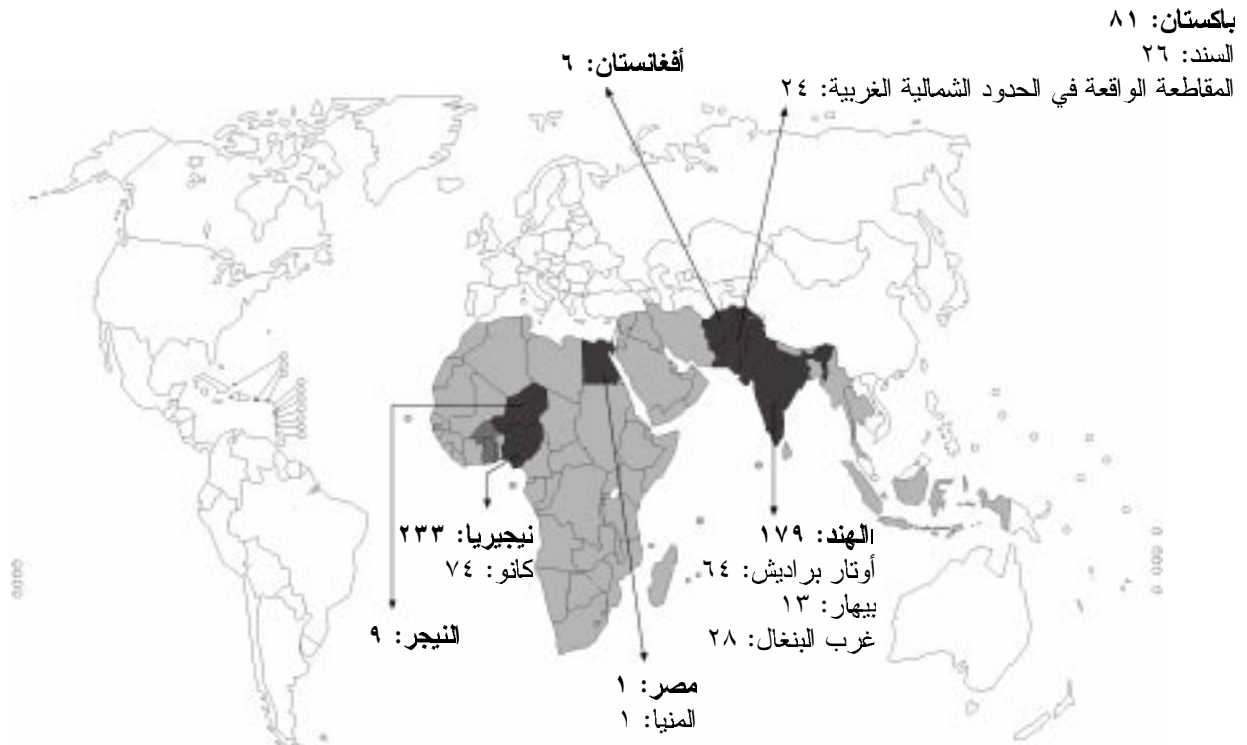 باكستان: ٨١
السند: ٢٦
المقاطعة الواقعة في الحدود الشمالية الغربية: ٢٤
أفغانستان: ٦
نيجيريا: ٢٣٣
كانو: ٧٤
الهند: ١٧٩
أوتار براديش: ٦٤
بيهار: ١٣
غرب البنغال: ٢٨
النيجر: ٩
مصر: ١
المنيا: ١